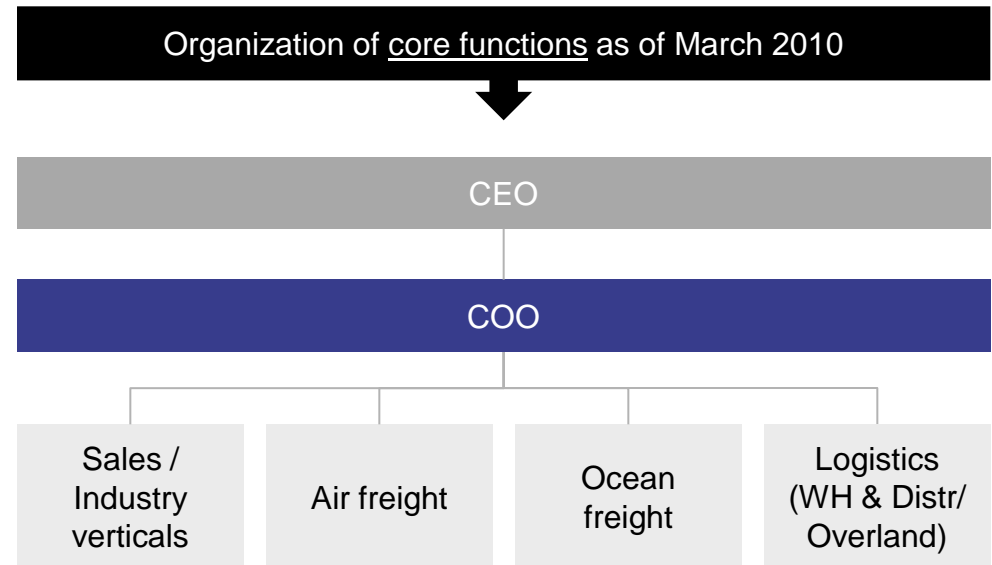 Organization of core functions as of March 2010
CEO
COO
Sales /
Industry
verticals
Air freight
Ocean
freight
Logistics
(WH & Distr/
Overland)